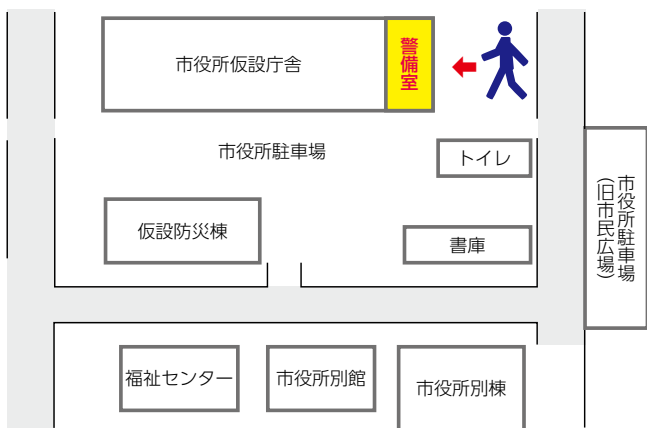 市役所仮設庁舎
警備室
市役所駐車場
トイレ
仮設防災棟
書庫
市役所駐車場
(旧市民広場)
福祉センター
市役所別館
市役所別棟